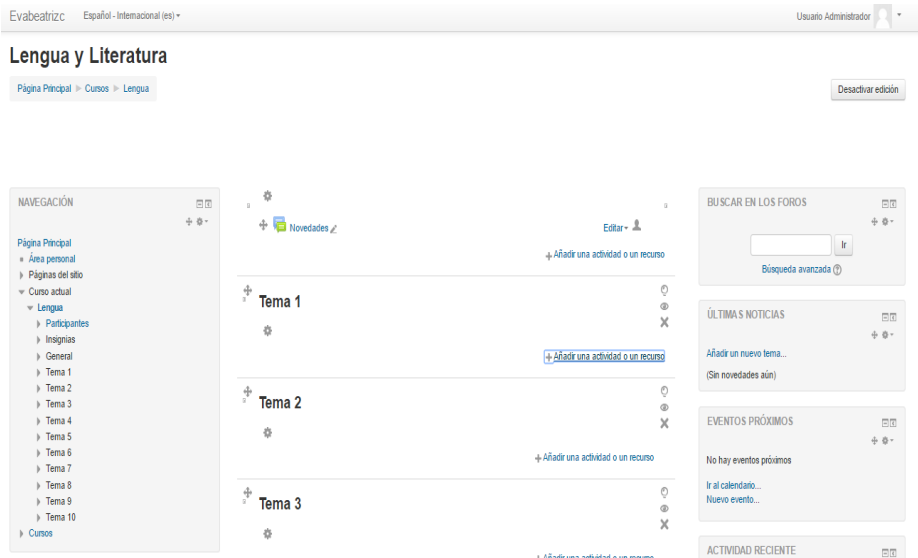 Evabeatrizc Español - Internacional (es)
Usuario Administrador
Lengua y Literatura
Página Principal Cursos Lengua
Desactivar edición
NAVEGACIÓN
Página Principal
Área personal
Páginas del sitio
Curso actual
Lengua
Participantes
Insignias
General
Tema 1
Tema 2
Tema 3
Tema 4
Tema 5
Tema 6
Tema 7
Tema 8
Tema 9
Tema 10
Cursos
Novedades
Editar
Añadir una actividad o un recurso
Tema 1
Añadir una actividad o un recurso
Tema 2
Añadir una actividad o un recurso
Tema 3
Añadir una actividad o un recurso
BUSCAR EN LOS FOROS
Ir
Búsqueda avanzada
ÚLTIMAS NOTICIAS
Añadir un nuevo tema...
(Sin novedades aún)
EVENTOS PRÓXIMOS
No hay eventos próximos
Ir al calendario...
Nuevo evento...
ACTIVIDAD RECIENTE